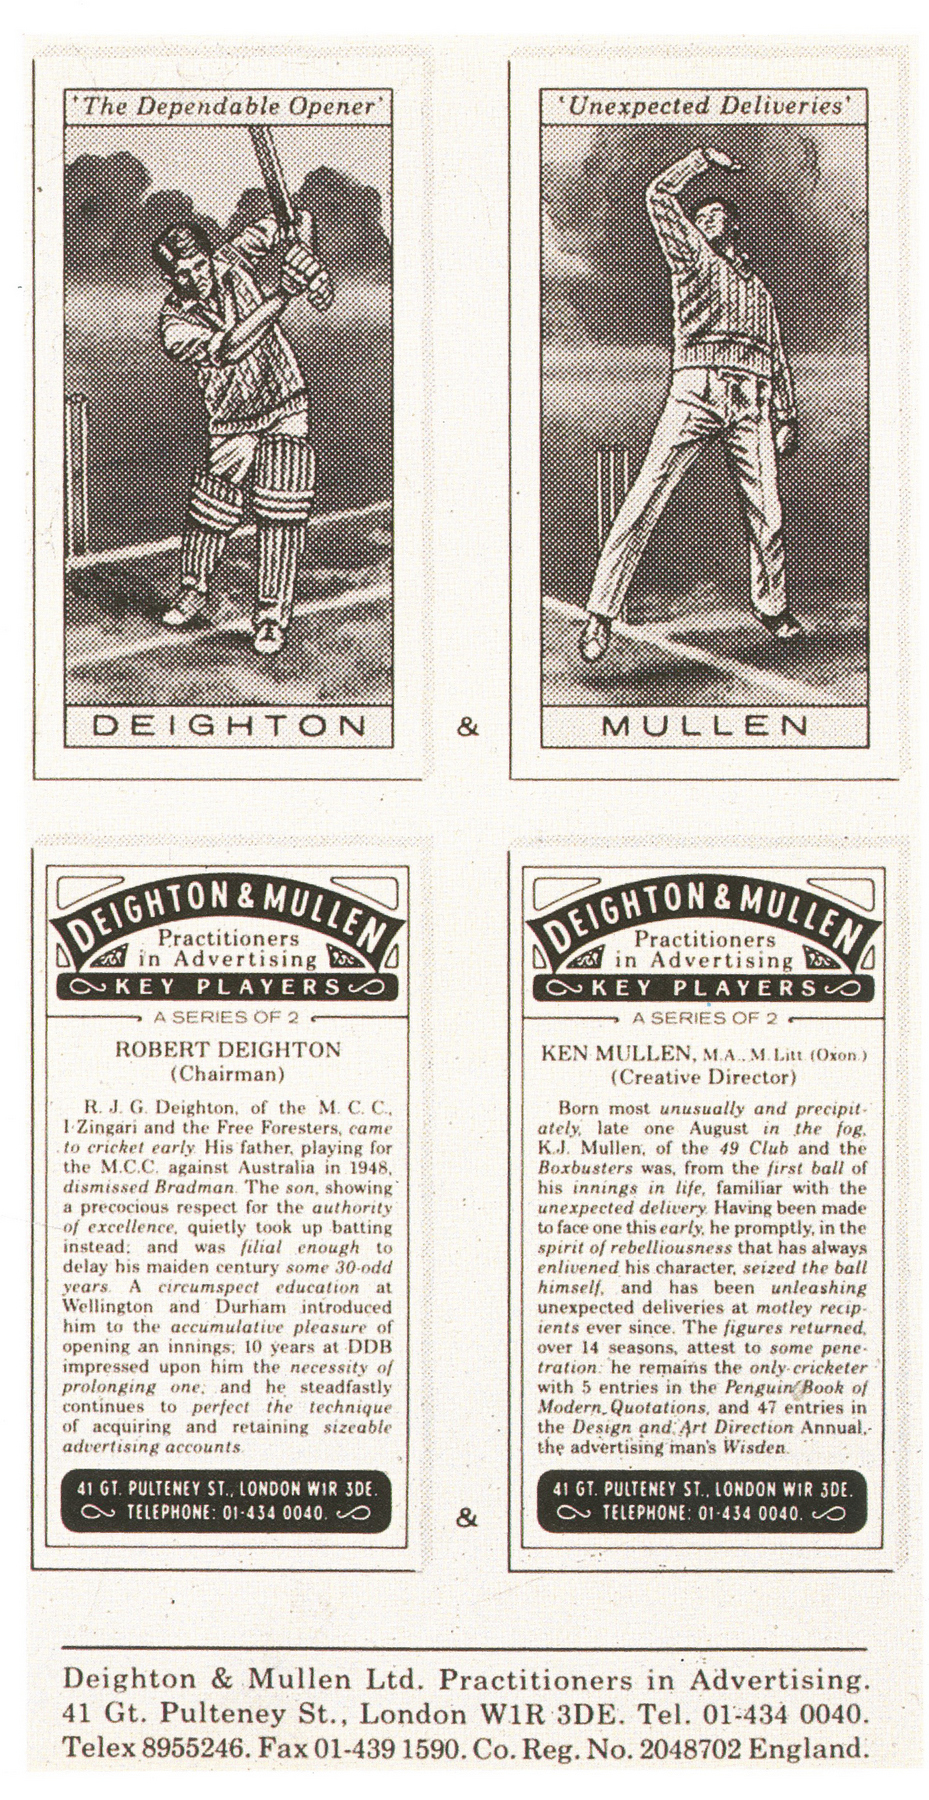 'The Dependable Opener'
DEIGHTON
&
'Unexpected Deliveries'
MULLEN
DEIGHTON & MULLEN
Practitioners
in Advertising
KEY PLAYERS
A SERIES OF 2
ROBERT DEIGHTON
(Chairman)
R. J. G. Deighton, of the M. C. C.,
I Zingari and the Free Foresters, came
to cricket early. His father, playing for
the M.C.C. against Australia in 1948,
dismissed Bradman. The son, showing
a precocious respect for the authority
of excellence, quietly took up batting
instead; and was filial enough to
delay his maiden century some 30-odd
years. A circumspect education at
Wellington and Durham introduced
him to the accumulative pleasure of
opening an innings; 10 years at DDB
impressed upon him the necessity of
prolonging one; and he steadfastly
continues to perfect the technique
of acquiring and retaining sizeable
advertising accounts.
41 GT. PULTENEY ST., LONDON W1R 3DE.
TELEPHONE: 01-434 0040.
&
DEIGHTON & MULLEN
Practitioners
in Advertising
KEY PLAYERS
A SERIES OF 2
KEN MULLEN, M.A., M.Litt (Oxon.)
(Creative Director)
Born most unusually and precipit-
ately, late one August in the fog,
K.J. Mullen, of the 49 Club and the
Boxbusters was, from the first ball of
his innings in life, familiar with the
unexpected delivery. Having been made
to face one this early, he promptly, in the
spirit of rebelliousness that has always
enlivened his character, seized the ball
himself, and has been unleashing
unexpected deliveries at motley recip-
ients ever since. The figures returned,
over 14 seasons, attest to some pene-
tration: he remains the only cricketer
with 5 entries in the Penguin Book of
Modern Quotations, and 47 entries in
the Design and Art Direction Annual,-
the advertising man's Wisden.
41 GT. PULTENEY ST., LONDON W1R 3DE.
TELEPHONE: 01-434 0040.
Deighton & Mullen Ltd. Practitioners in Advertising.
41 Gt. Pulteney St., London W1R 3DE. Tel. 01-434 0040.
Telex 8955246. Fax 01-439 1590. Co. Reg. No. 2048702 England.